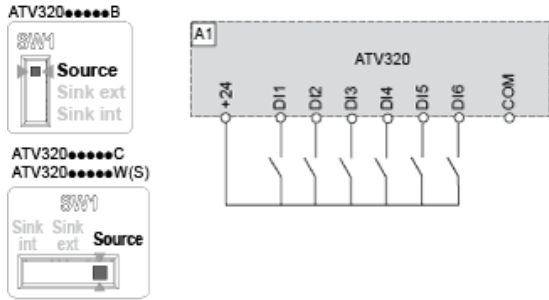 ATV320●●●●●B
SW1
Source
Sink ext
Sink int
ATV320●●●●●C
ATV320●●●●●W(S)
SW1
Sink int
Sink ext
Source
A1
ATV320
+24
DI1
DI2
DI3
DI4
DI5
DI6
COM